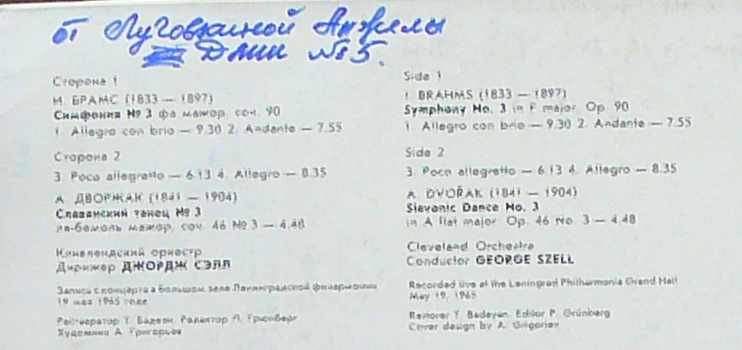 от Луговкиной Анжелы
ДМШ №5.
Сторона 1
И. БРАМС (1833 — 1897)
Симфония № 3 фа мажор, соч. 90
1. Allegro con brio — 9.30 2. Andante — 7.55
Сторона 2
3. Poco allegretto — 6.13 4. Allegro — 8.35
А. ДВОРЖАК (1841 — 1904)
Славянский танец № 3
ля-бемоль мажор, соч. 46 № 3 — 4.48
Кливлендский оркестр
Дирижер ДЖОРДЖ СЭЛЛ
Запись с концерта в Большом зале Ленинградской филармонии
19 мая 1965 года
Реставратор Т. Бадеян. Редактор П. Грюнберг
Художник А. Григорьев
Side 1
I. BRAHMS (1833 — 1897)
Symphony No. 3 in F major, Op. 90
1. Allegro con brio — 9.30 2. Andante — 7.55
Side 2
3. Poco allegretto — 6.13 4. Allegro — 8.35
A. DVOŘAK (1841 — 1904)
Slavonic Dance No. 3
in A flat major, Op. 46 No. 3 — 4.48
Cleveland Orchestra
Conductor GEORGE SZELL
Recorded live at the Leningrad Philharmonia Grand Hall
May 19, 1965
Restorer T. Badeyan. Editor P. Grünberg
Cover design by A. Grigoriev